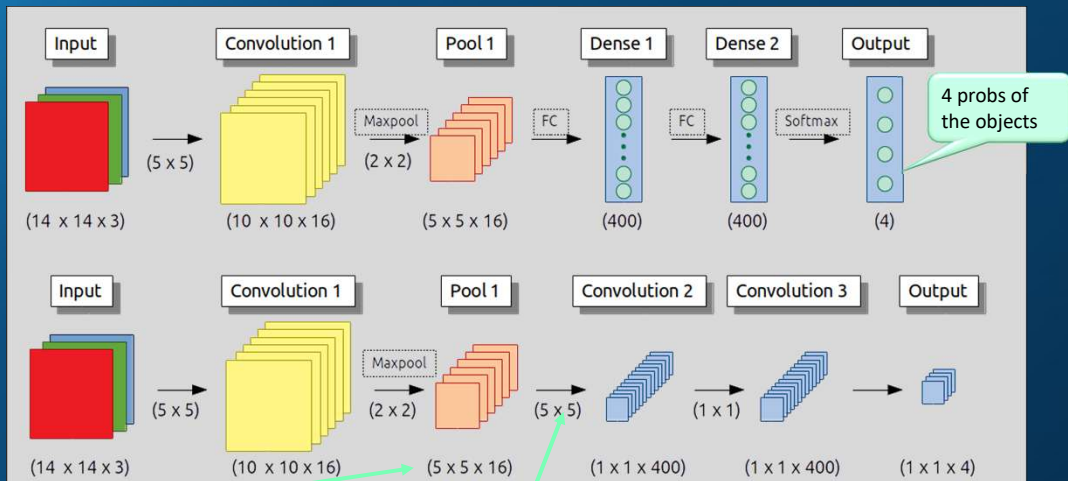 Input Convolution 1 Pool 1 Dense 1 Dense 2 Output
4 probs of
the objects
Maxpool FC FC Softmax
(5 x 5) (2 x 2)
(14 x 14 x 3) (10 x 10 x 16) (5 x 5 x 16) (400) (400) (4)
Input Convolution 1 Pool 1 Convolution 2 Convolution 3 Output
Maxpool
(5 x 5) (2 x 2) (5 x 5) (1 x 1)
(14 x 14 x 3) (10 x 10 x 16) (5 x 5 x 16) (1 x 1 x 400) (1 x 1 x 400) (1 x 1 x 4)